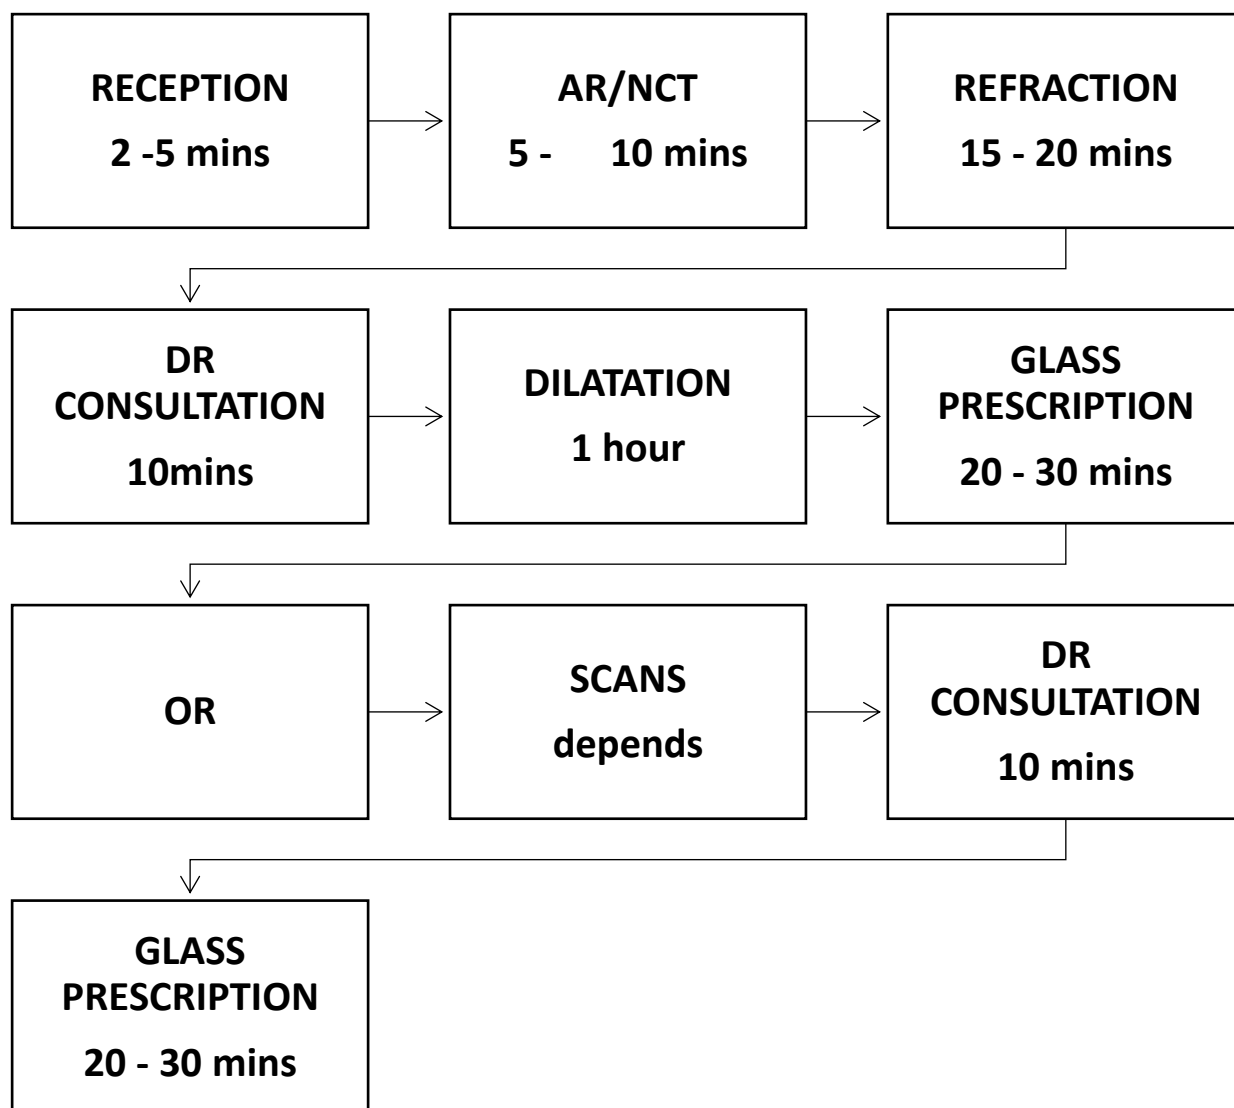 RECEPTION
2 -5 mins
AR/NCT
5 - 10 mins
REFRACTION
15 - 20 mins
DR
CONSULTATION
10mins
DILATATION
1 hour
GLASS
PRESCRIPTION
20 - 30 mins
OR
SCANS
depends
DR
CONSULTATION
10 mins
GLASS
PRESCRIPTION
20 - 30 mins